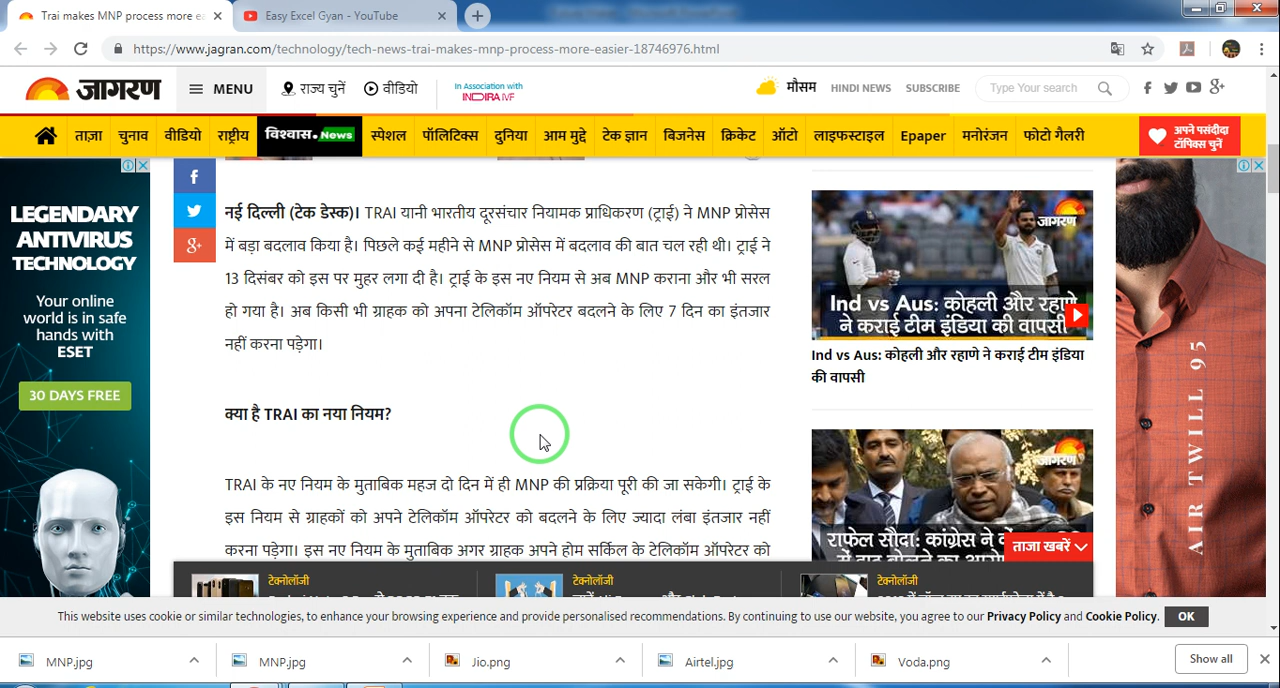 Trai makes MNP process more ea
Easy Excel Gyan - YouTube
https://www.jagran.com/technology/tech-news-trai-makes-mnp-process-more-easier-18746976.html
जागरण
MENU
राज्य चुनें
वीडियो
In Association with
INDIRA IVF
मौसम
HINDI NEWS
SUBSCRIBE
Type Your search
ताज़ा
चुनाव
वीडियो
राष्ट्रीय
विश्वास.News
स्पेशल
पॉलिटिक्स
दुनिया
आम मुद्दे
टेक ज्ञान
बिजनेस
क्रिकेट
ऑटो
लाइफस्टाइल
Epaper
मनोरंजन
फोटो गैलरी
अपने पसंदीदा
टॉपिक्स चुनें
LEGENDARY
ANTIVIRUS
TECHNOLOGY
Your online
world is in safe
hands with
ESET
30 DAYS FREE
नई दिल्ली (टेक डेस्क)। TRAI यानी भारतीय दूरसंचार नियामक प्राधिकरण (ट्राई) ने MNP प्रोसेस
में बड़ा बदलाव किया है। पिछले कई महीने से MNP प्रोसेस में बदलाव की बात चल रही थी। ट्राई ने
13 दिसंबर को इस पर मुहर लगा दी है। ट्राई के इस नए नियम से अब MNP कराना और भी सरल
हो गया है। अब किसी भी ग्राहक को अपना टेलिकॉम ऑपरेटर बदलने के लिए 7 दिन का इंतजार
नहीं करना पड़ेगा।
क्या है TRAI का नया नियम?
TRAI के नए नियम के मुताबिक महज दो दिन में ही MNP की प्रक्रिया पूरी की जा सकेगी। ट्राई के
इस नियम से ग्राहकों को अपने टेलिकॉम ऑपरेटर को बदलने के लिए ज्यादा लंबा इंतजार नहीं
करना पड़ेगा। इस नए निर्देश के मुताबिक अगर ग्राहक अपने होम सर्किल के टेलिकॉम ऑपरेटर को
जागरण
Ind vs Aus: कोहली और रहाणे
ने कराई टीम इंडिया की वापसी
Ind vs Aus: कोहली और रहाणे ने कराई टीम इंडिया
की वापसी
जागरण
राफेल सौदा: कांग्रेस ने
ताजा खबरें
AIR TWILL 95
टेक्नोलॉजी
टेक्नोलॉजी
टेक्नोलॉजी
This website uses cookie or similar technologies, to enhance your browsing experience and provide personalised recommendations. By continuing to use our website, you agree to our Privacy Policy and Cookie Policy.
OK
MNP.jpg
MNP.jpg
Jio.png
Airtel.jpg
Voda.png
Show all